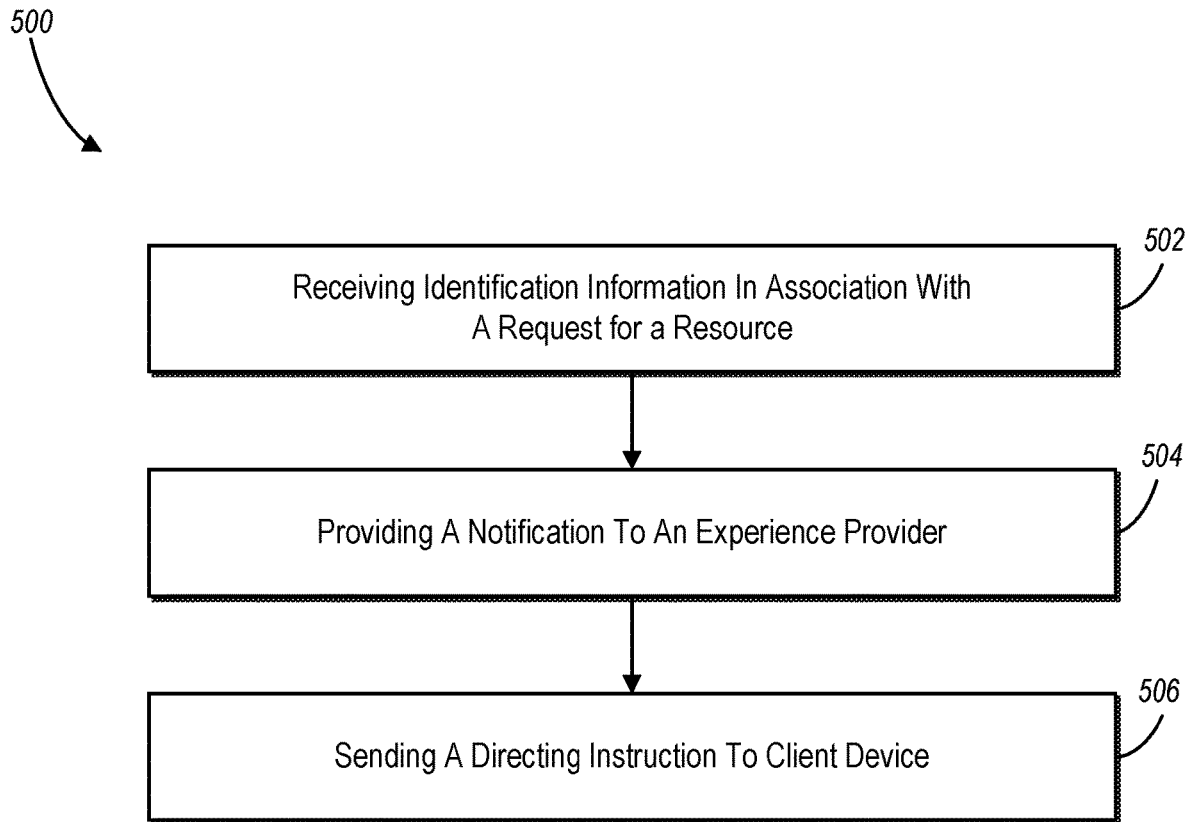 500
502
Receiving Identification Information In Association With
A Request for a Resource
504
Providing A Notification To An Experience Provider
506
Sending A Directing Instruction To Client Device